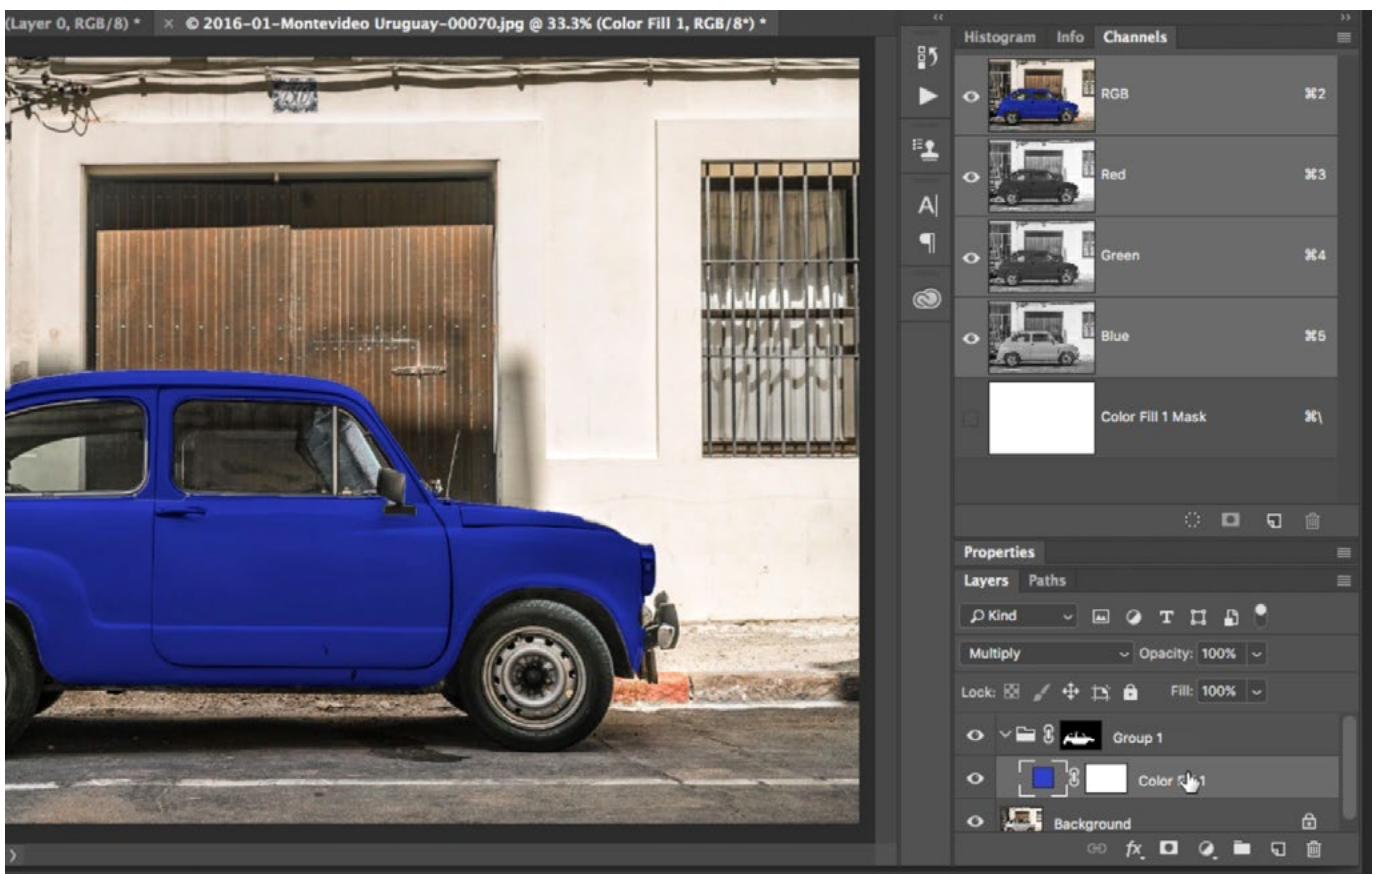 (Layer 0, RGB/8) *
× © 2016-01-Montevideo Uruguay-00070.jpg @ 33.3% (Color Fill 1, RGB/8*) *
Histogram Info Channels
RGB ⌘2
Red ⌘3
Green ⌘4
Blue ⌘5
Color Fill 1 Mask ⌘\
Properties
Layers Paths
Kind
Multiply Opacity: 100%
Lock: Fill: 100%
Group 1
Color 1
Background
fx